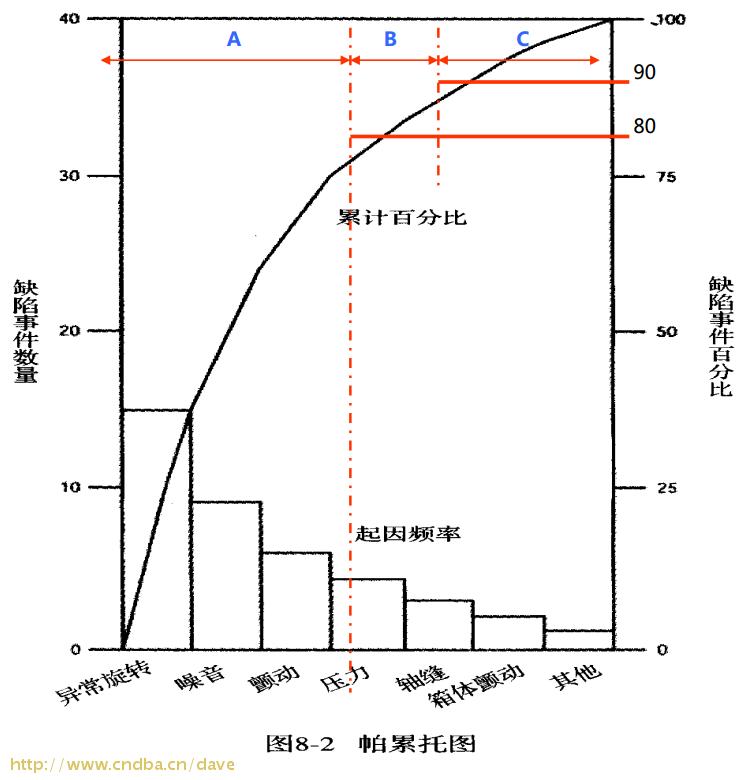 40
100
A
B
C
90
80
30
75
累计百分比
缺陷事件数量
缺陷事件百分比
20
50
10
25
起因频率
0
0
异常旋转
噪音
颤动
压力
轴缝
箱体颤动
其他
图8-2 帕累托图
http://www.cndba.cn/dave